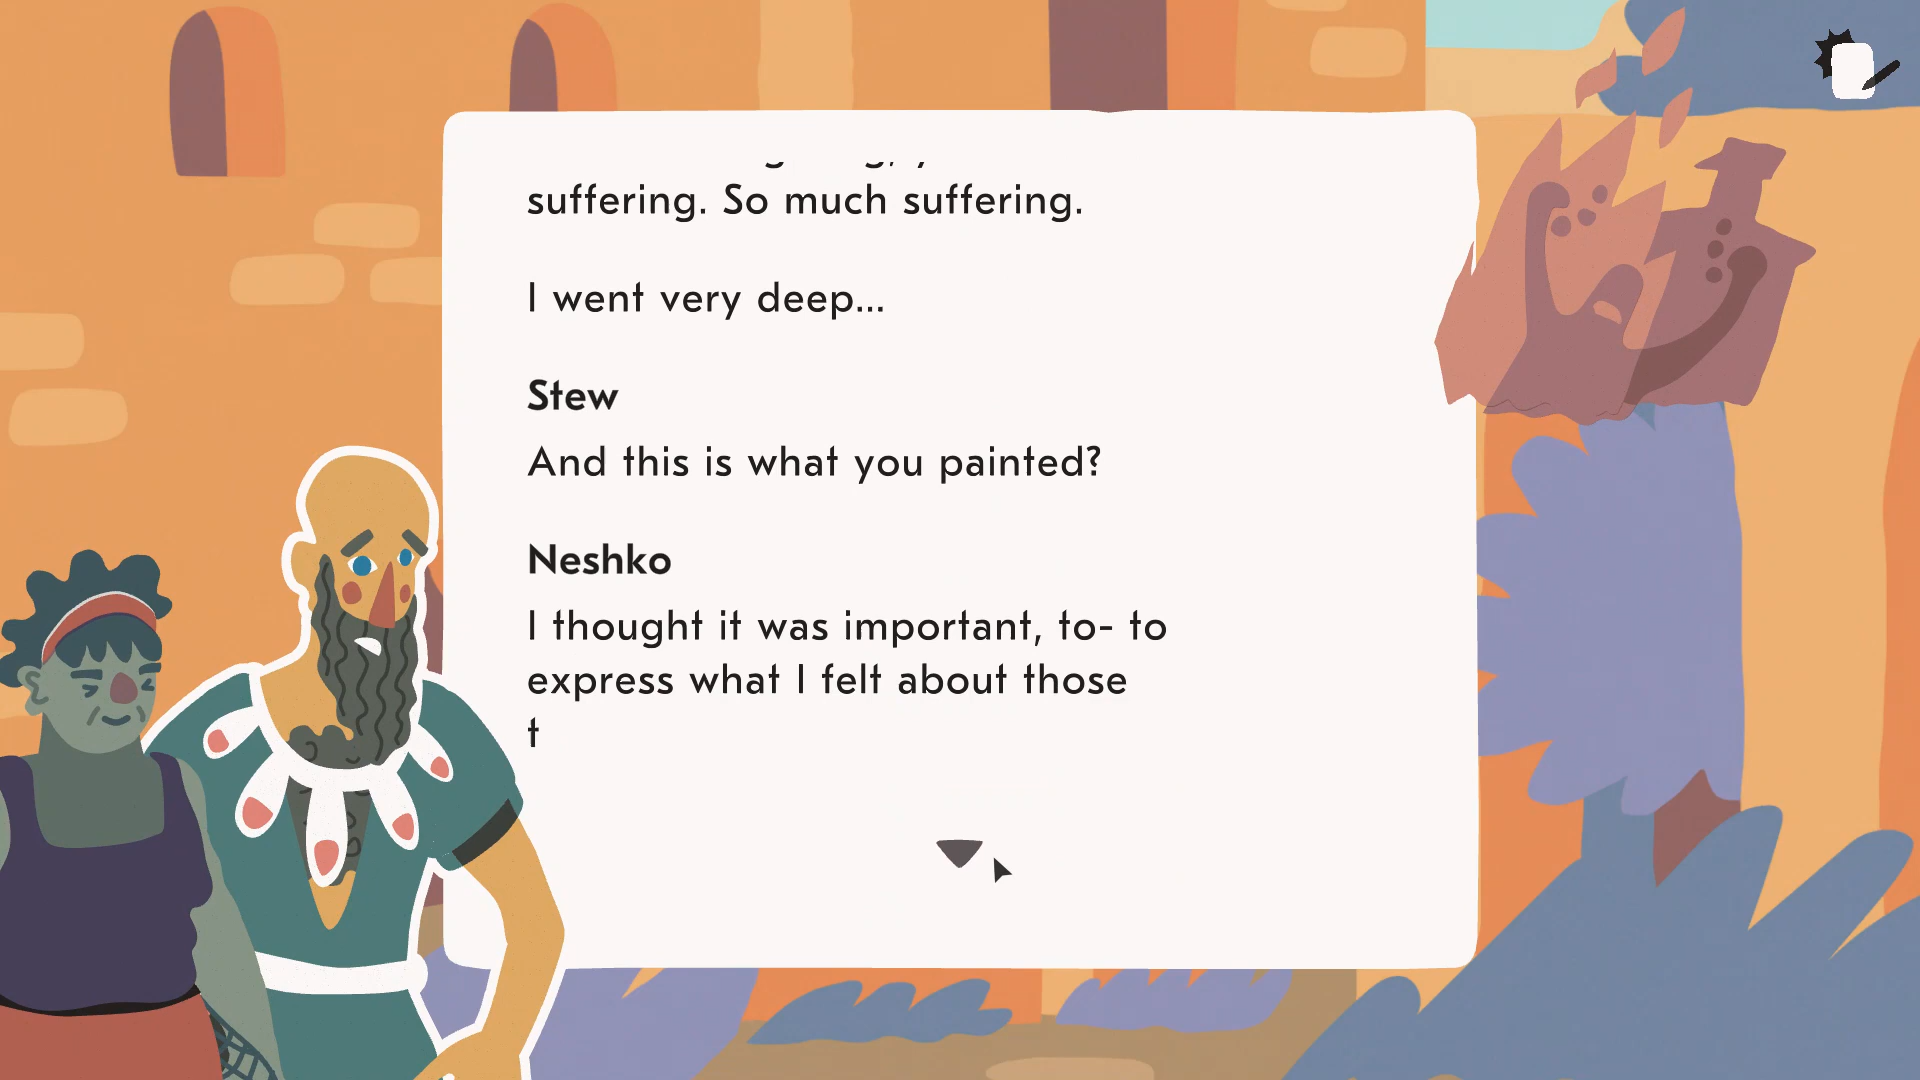 suffering. So much suffering.
I went very deep...
Stew
And this is what you painted?
Neshko
I thought it was important, to- to
express what I felt about those
t